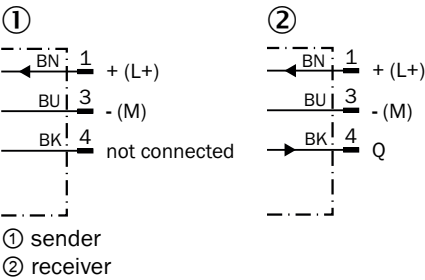 ① ②
BN 1 + (L+) BN 1 + (L+)
BU 3 - (M) BU 3 - (M)
BK 4 not connected BK 4 Q
① sender
② receiver